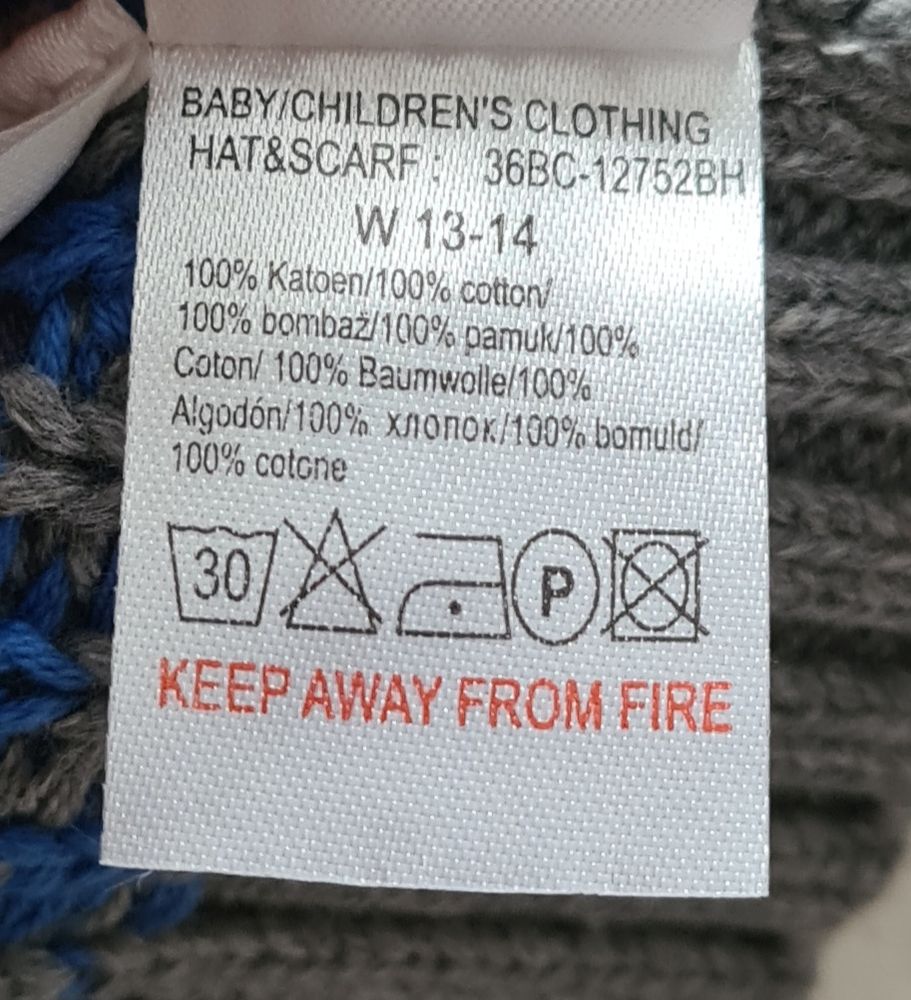 BABY/CHILDREN'S CLOTHING
HAT&SCARF : 36BC-12752BH
W 13-14
100% Katoen/100% cotton/
100% bombaž/100% pamuk/100%
Coton/ 100% Baumwolle/100%
Algodón/100% хлопок/100% bomuld/
100% cotone
30 P
KEEP AWAY FROM FIRE